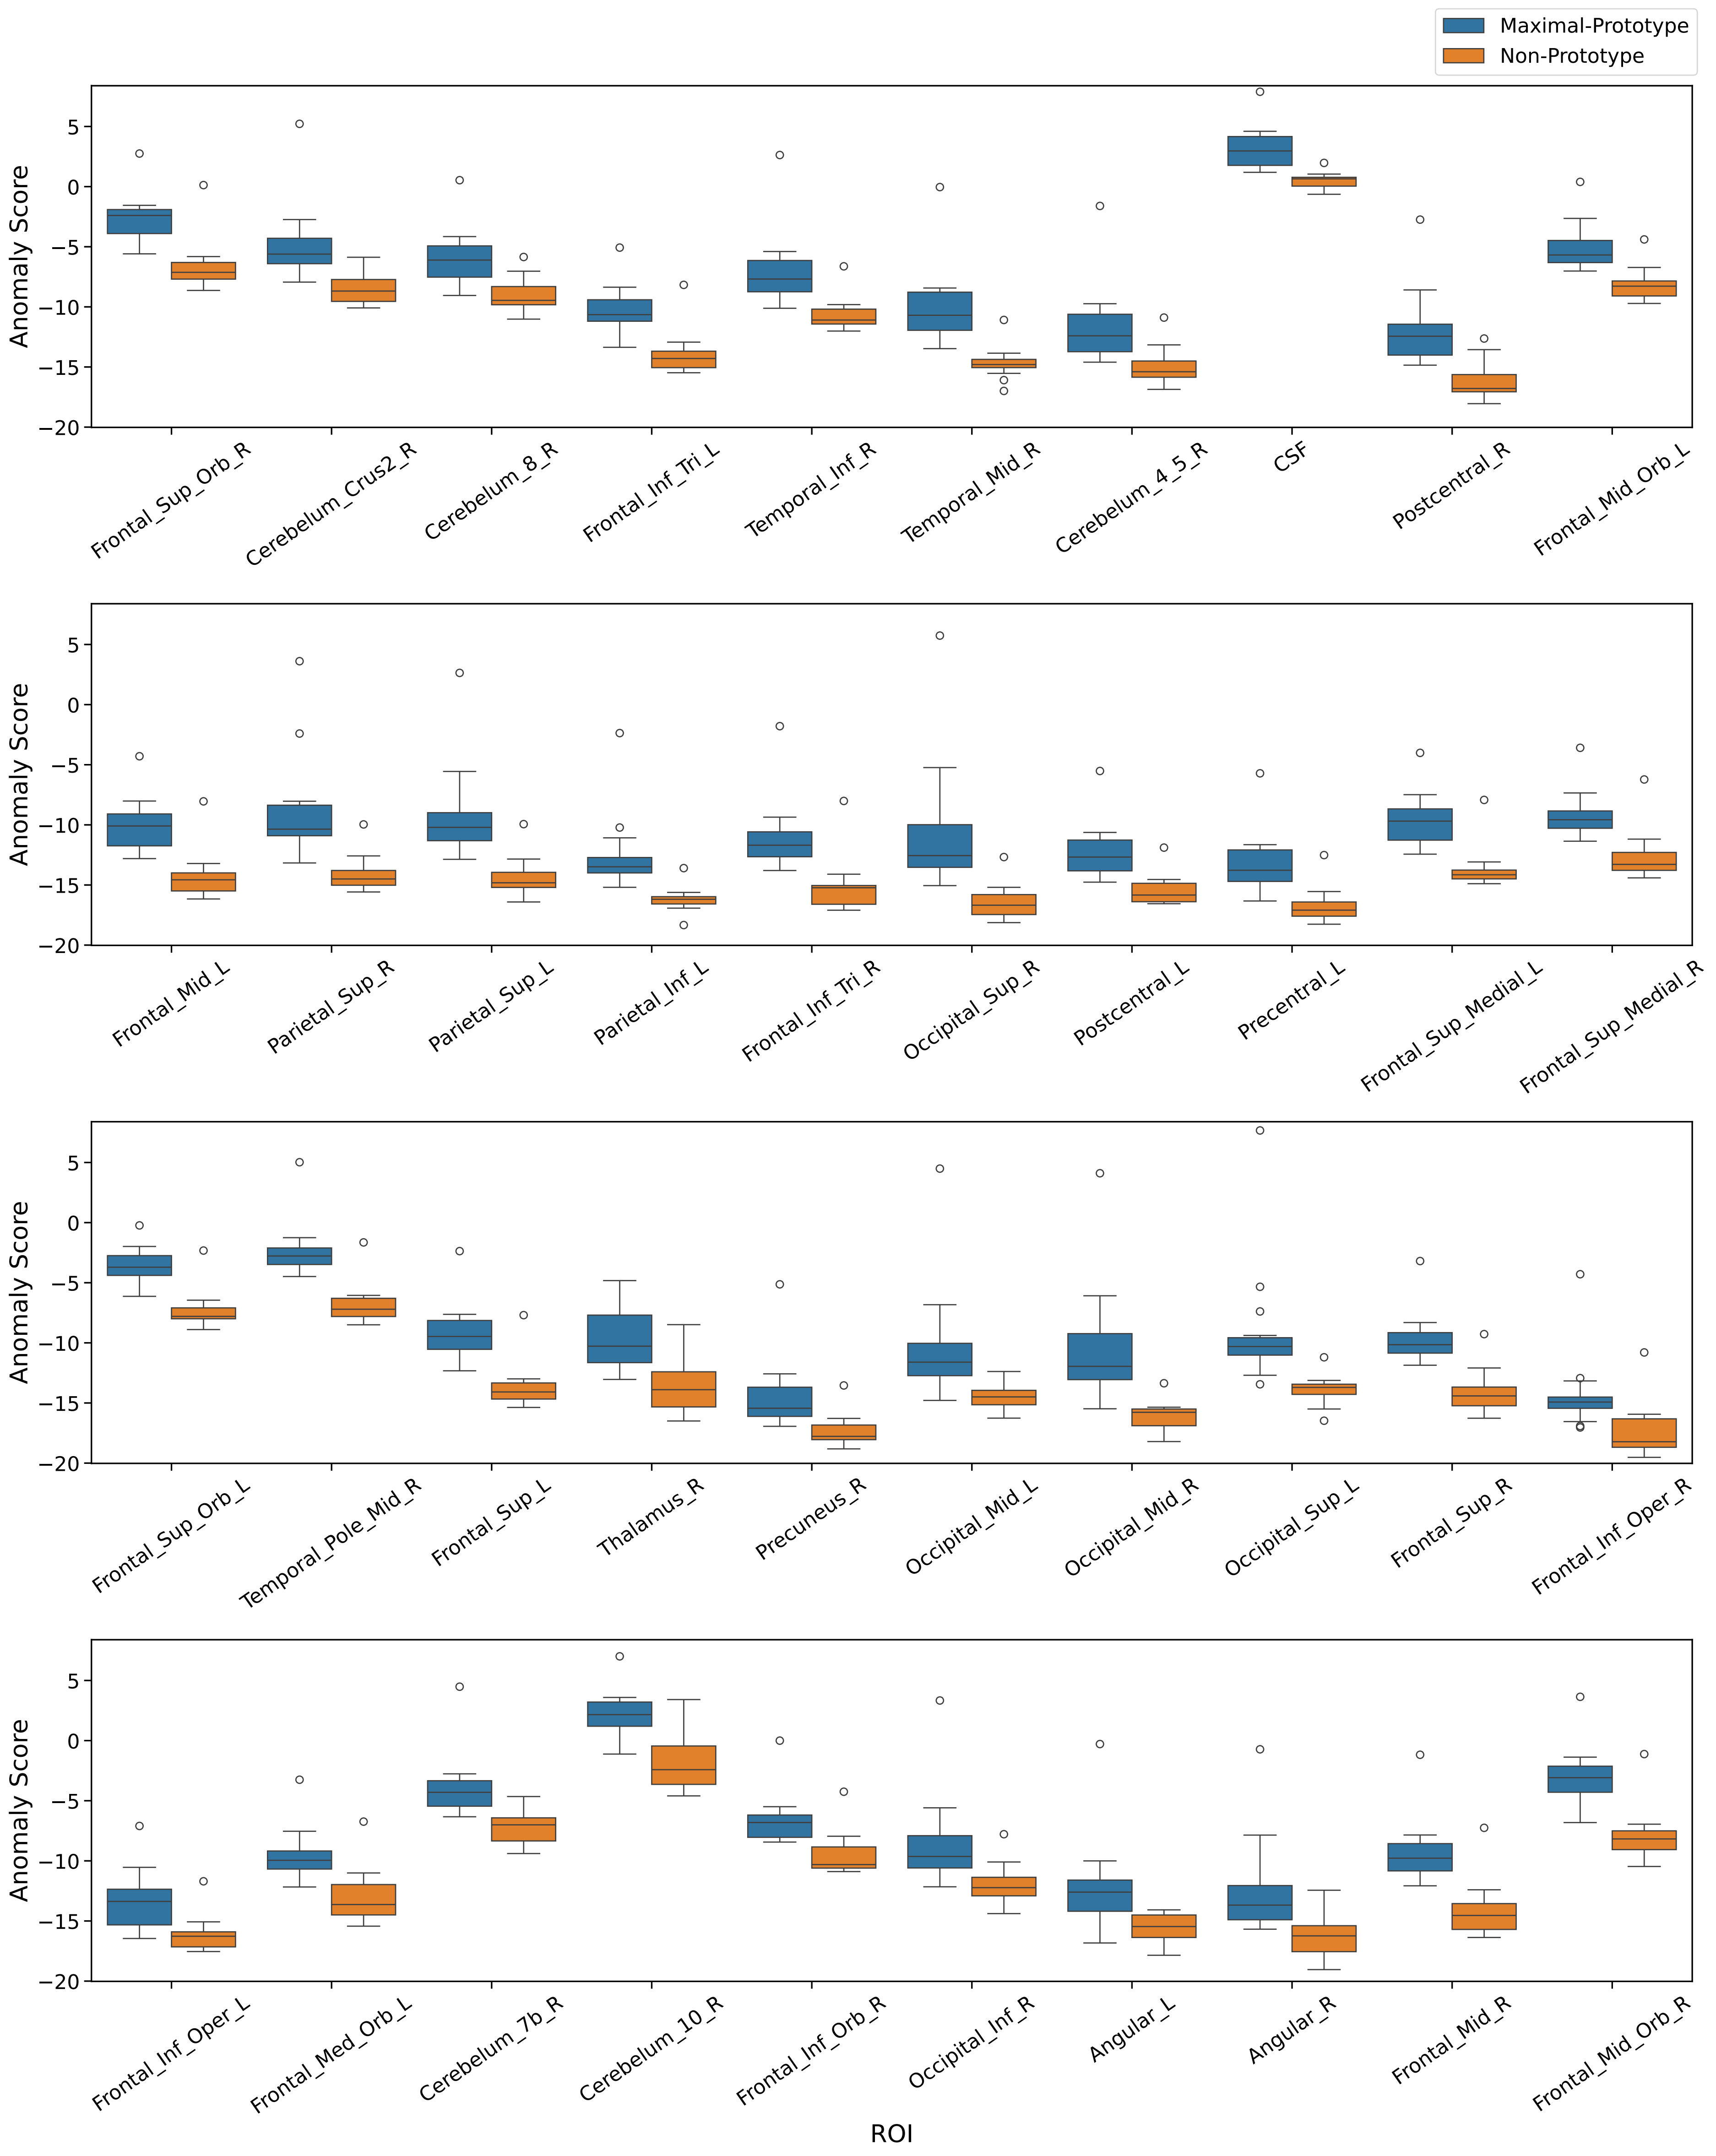 Maximal-Prototype
Non-Prototype
Anomaly Score
5
0
−5
−10
−15
−20
Frontal_Sup_Orb_R
Cerebelum_Crus2_R
Cerebelum_8_R
Frontal_Inf_Tri_L
Temporal_Inf_R
Temporal_Mid_R
Cerebelum_4_5_R
CSF
Postcentral_R
Frontal_Mid_Orb_L
Anomaly Score
5
0
−5
−10
−15
−20
Frontal_Mid_L
Parietal_Sup_R
Parietal_Sup_L
Parietal_Inf_L
Frontal_Inf_Tri_R
Occipital_Sup_R
Postcentral_L
Precentral_L
Frontal_Sup_Medial_L
Frontal_Sup_Medial_R
Anomaly Score
5
0
−5
−10
−15
−20
Frontal_Sup_Orb_L
Temporal_Pole_Mid_R
Frontal_Sup_L
Thalamus_R
Precuneus_R
Occipital_Mid_L
Occipital_Mid_R
Occipital_Sup_L
Frontal_Sup_R
Frontal_Inf_Oper_R
Anomaly Score
5
0
−5
−10
−15
−20
Frontal_Inf_Oper_L
Frontal_Med_Orb_L
Cerebelum_7b_R
Cerebelum_10_R
Frontal_Inf_Orb_R
Occipital_Inf_R
Angular_L
Angular_R
Frontal_Mid_R
Frontal_Mid_Orb_R
ROI